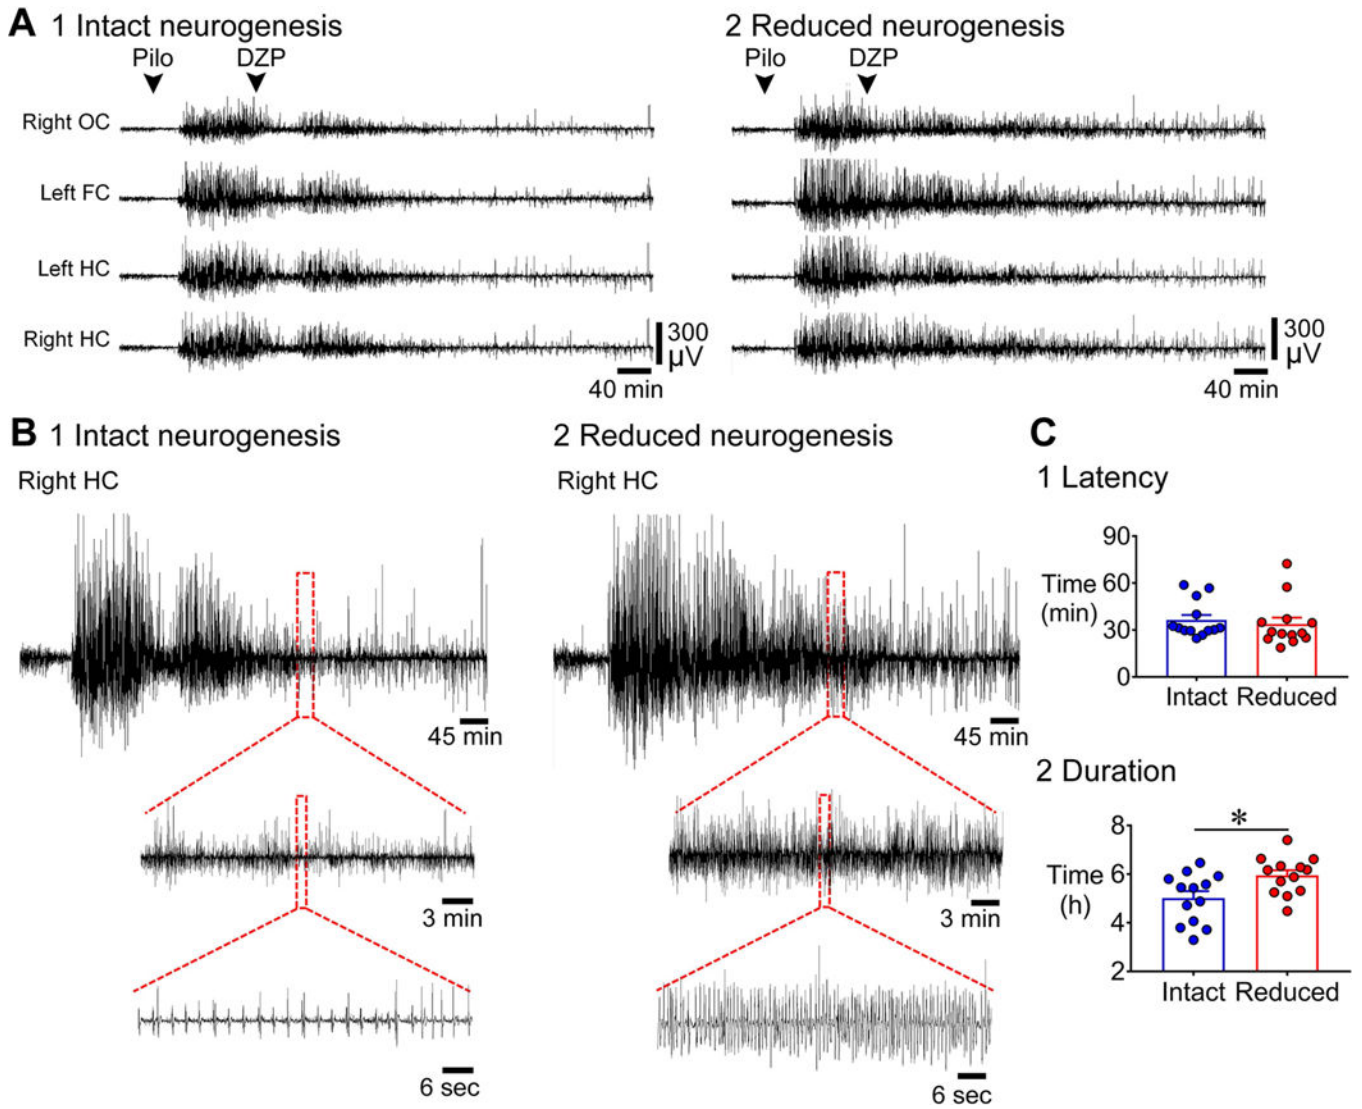 A 1 Intact neurogenesis
2 Reduced neurogenesis
Pilo DZP
Pilo DZP
Right OC
Left FC
Left HC
Right HC
300
µV
40 min
300
µV
40 min
B 1 Intact neurogenesis
Right HC
45 min
3 min
6 sec
2 Reduced neurogenesis
Right HC
45 min
3 min
6 sec
C
1 Latency
Time
(min)
90
60
30
0
Intact Reduced
2 Duration
Time
(h)
8
6
4
2
*
Intact Reduced